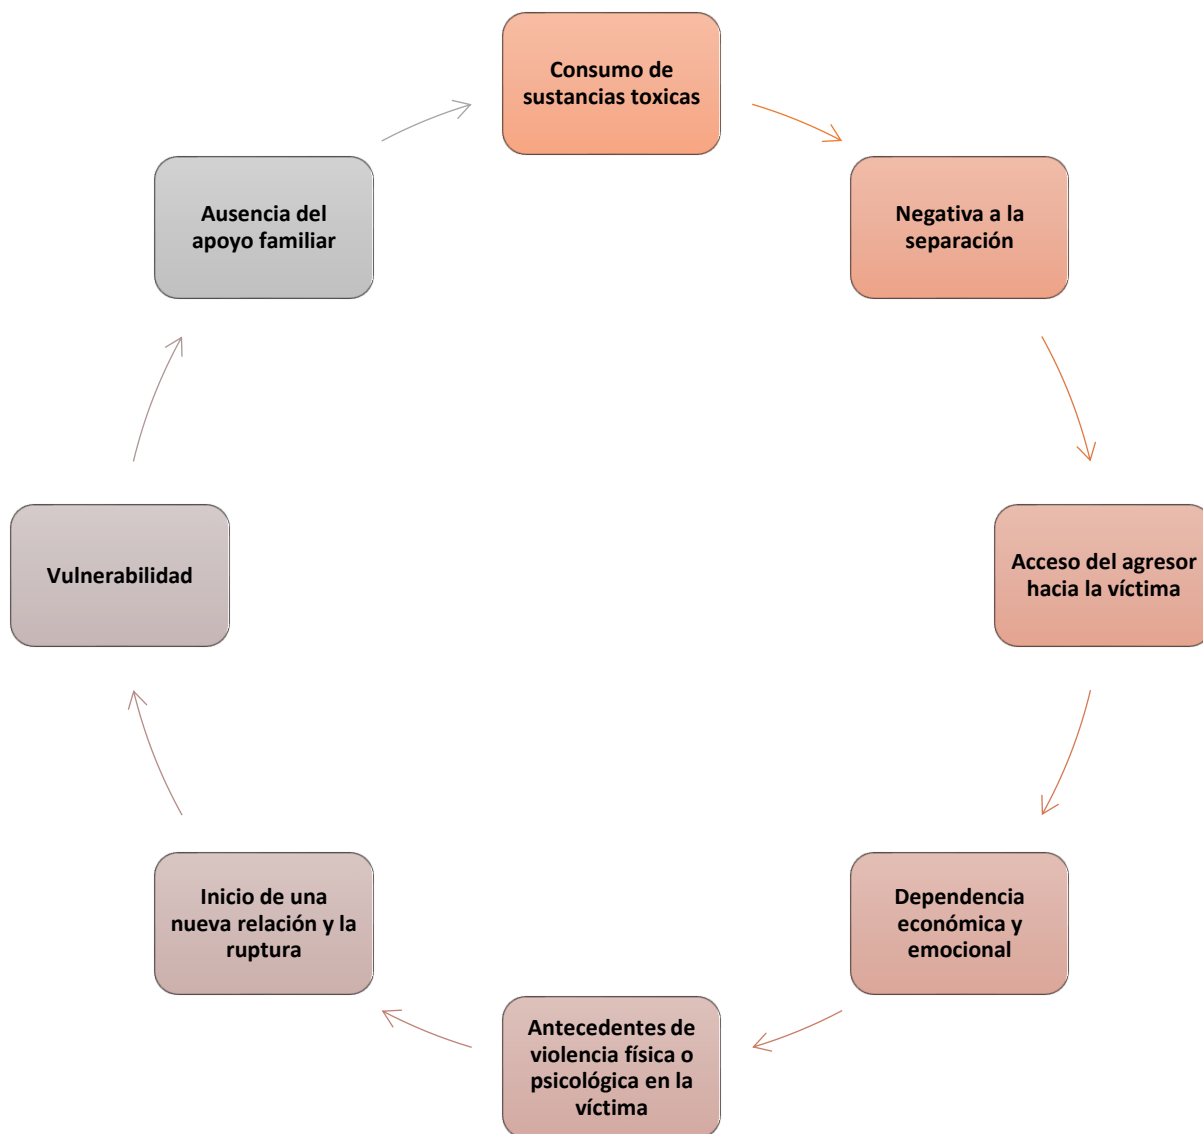 Consumo de
sustancias toxicas
Negativa a la
separación
Acceso del agresor
hacia la víctima
Dependencia
económica y
emocional
Antecedentes de
violencia física o
psicológica en la
víctima
Inicio de una
nueva relación y la
ruptura
Vulnerabilidad
Ausencia del
apoyo familiar